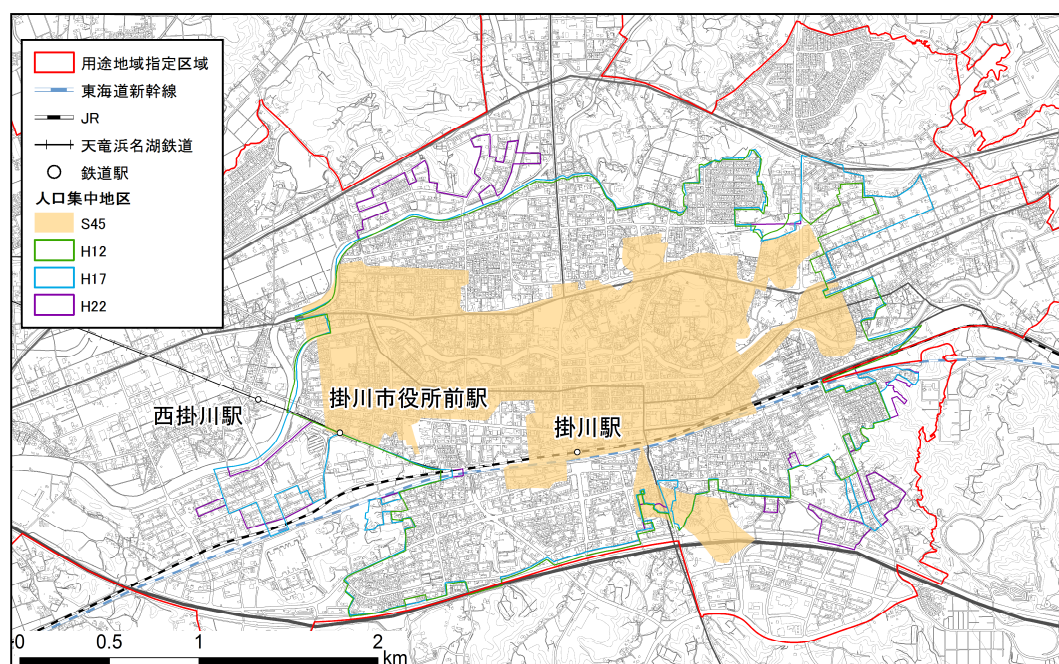 用途地域指定区域
東海道新幹線
JR
天竜浜名湖鉄道
鉄道駅
人口集中地区
S45
H12
H17
H22
西掛川駅
掛川市役所前駅
掛川駅
0 0.5 1 2 km